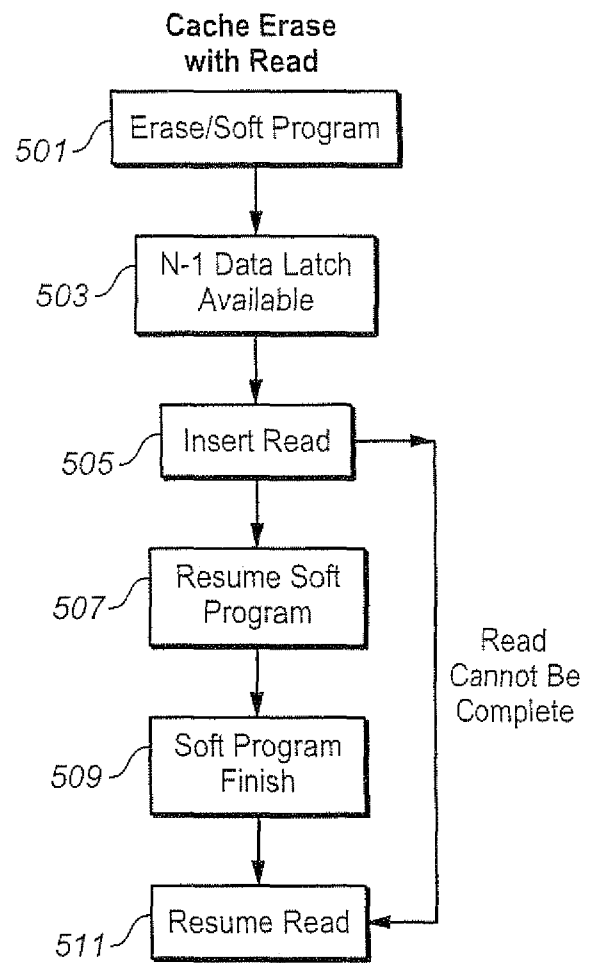 Cache Erase
with Read
501
Erase/Soft Program
503
N-1 Data Latch
Available
505
Insert Read
507
Resume Soft
Program
Read
Cannot Be
Complete
509
Soft Program
Finish
511
Resume Read